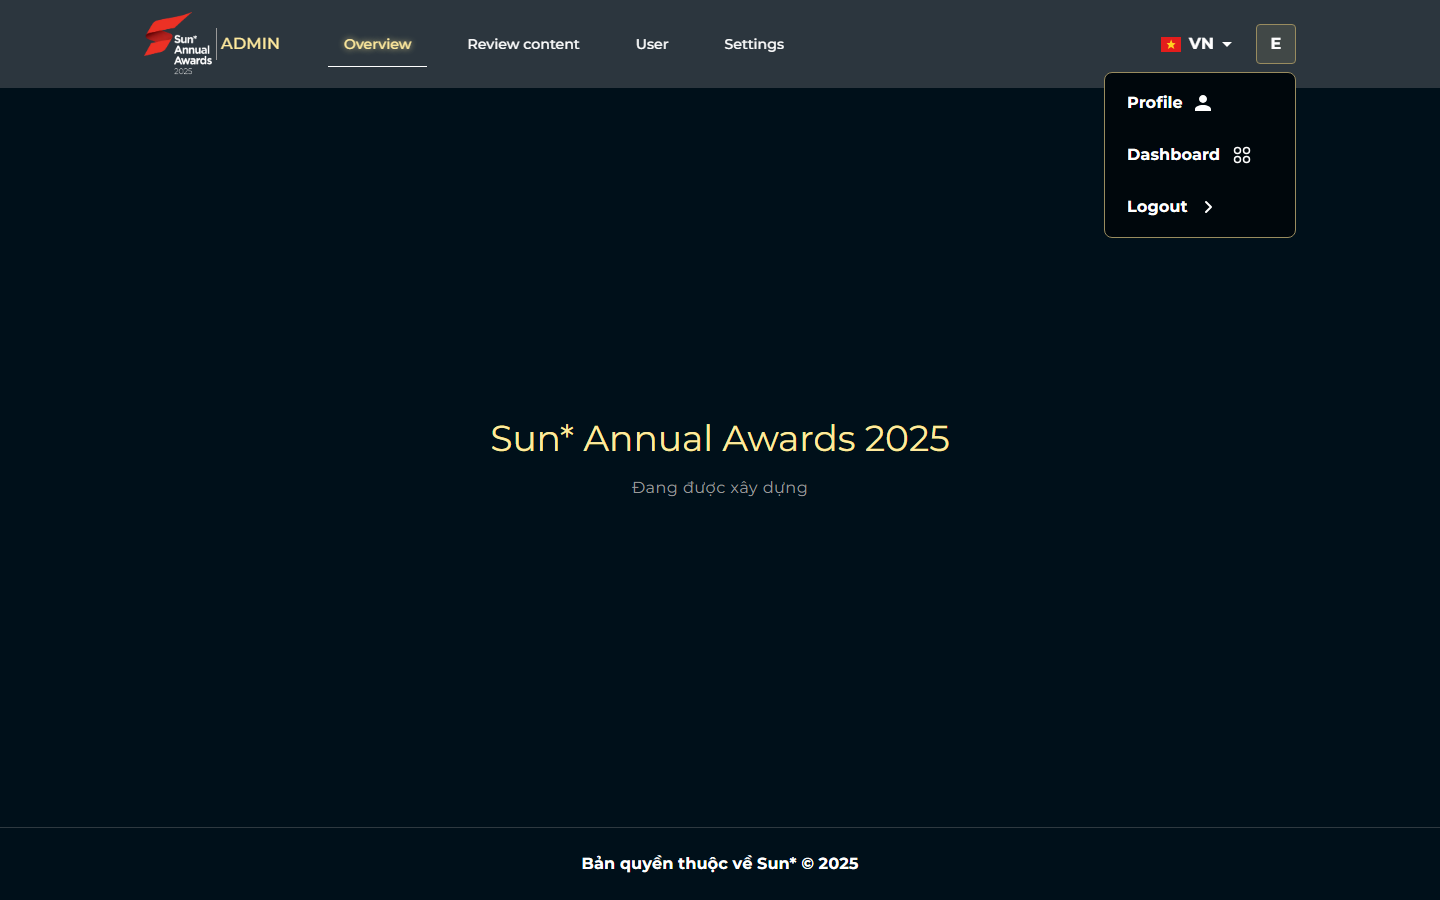 Sun*
Annual
Awards
2025
ADMIN
Overview
Review content
User
Settings
VN
E
Profile
Dashboard
Logout
Sun* Annual Awards 2025
Đang được xây dựng
Bản quyền thuộc về Sun* © 2025